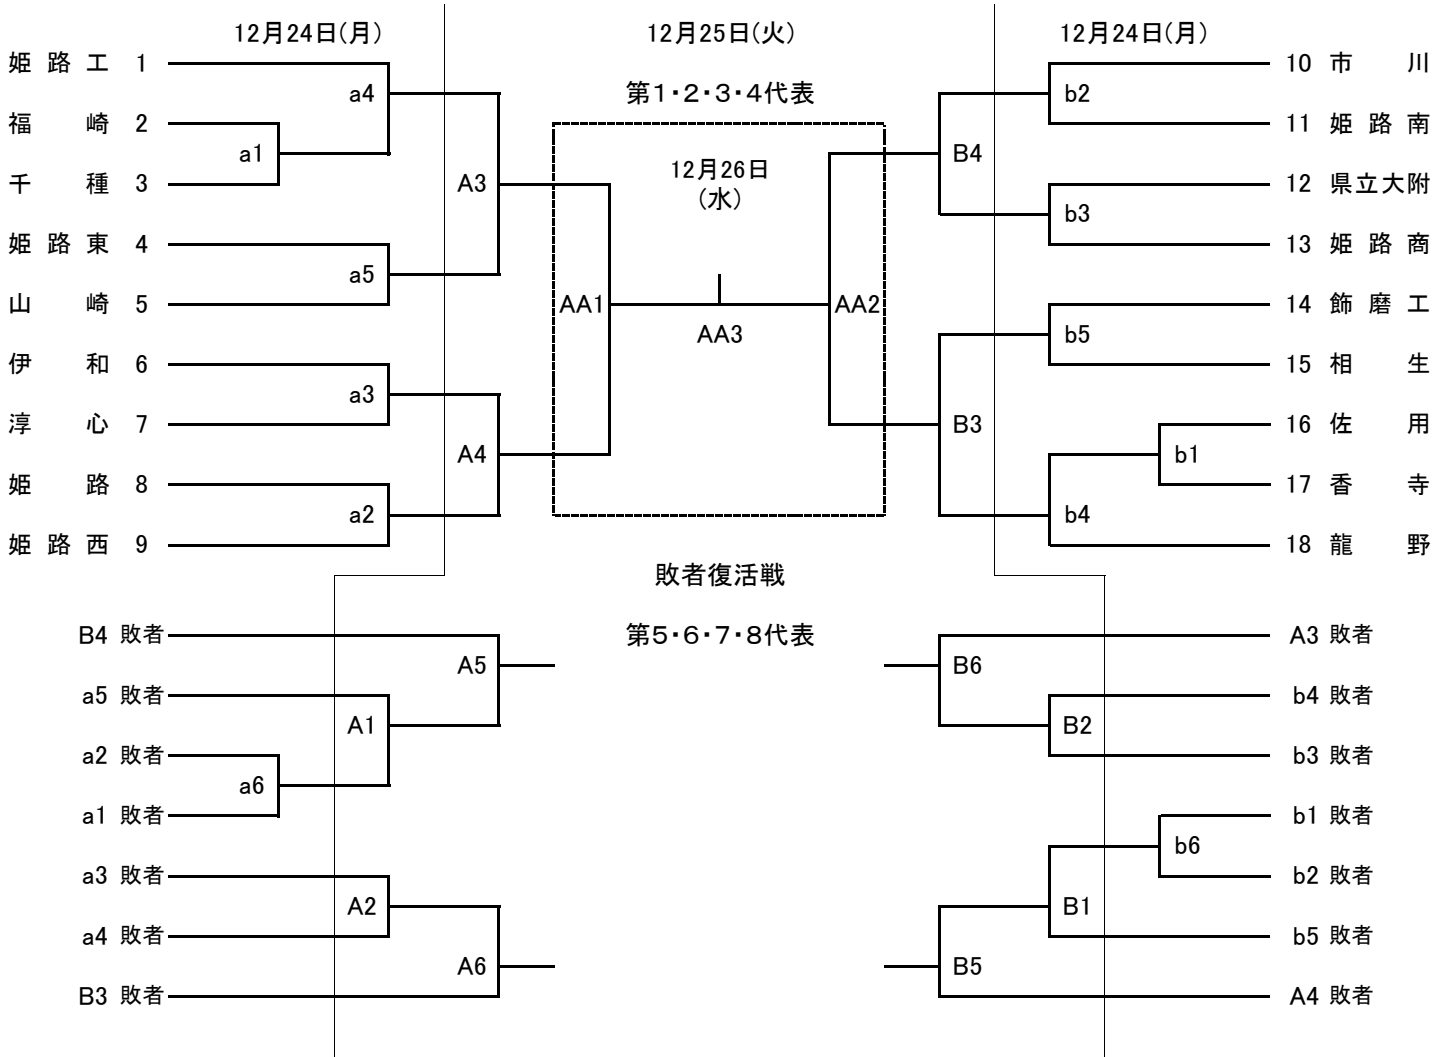 12月24日(月) 12月25日(火) 12月24日(月)
姫路工 1
10 市川
a4
第1・2・3・4代表
b2
福崎 2
11 姫路南
a1
B4
12月26日
(水)
千種 3
A3
12 県立大附
b3
姫路東 4
13 姫路商
a5
山崎 5
AA1
AA2
14 飾磨工
AA3
b5
伊和 6
15 相生
a3
淳心 7
B3
16 佐用
A4
b1
姫路 8
17 香寺
a2
b4
姫路西 9
18 龍野
敗者復活戦
B4 敗者
第5・6・7・8代表
A3 敗者
A5
B6
a5 敗者
b4 敗者
A1
B2
a2 敗者
b3 敗者
a6
a1 敗者
b1 敗者
b6
a3 敗者
b2 敗者
A2
B1
a4 敗者
b5 敗者
A6
B5
B3 敗者
A4 敗者